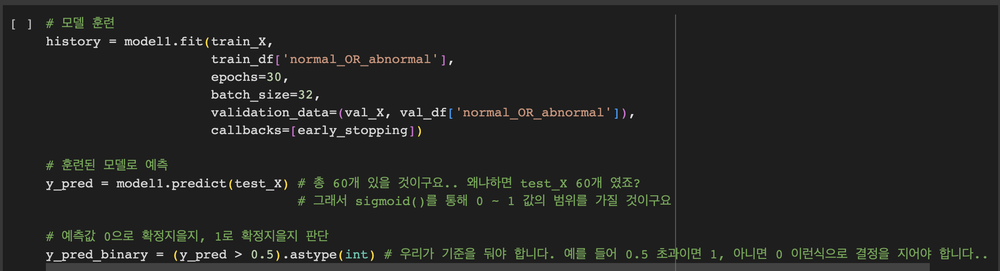 [ ] # 모델 훈련
history = model1.fit(train_X,
train_df['normal_OR_abnormal'],
epochs=30,
batch_size=32,
validation_data=(val_X, val_df['normal_OR_abnormal']),
callbacks=[early_stopping])
# 훈련된 모델로 예측
y_pred = model1.predict(test_X) # 총 60개 있을 것이구요.. 왜냐하면 test_X 60개 였죠?
# 그래서 sigmoid()를 통해 0 ~ 1 값의 범위를 가질 것이구요
# 예측값 0으로 확정지을지, 1로 확정지을지 판단
y_pred_binary = (y_pred > 0.5).astype(int) # 우리가 기준을 둬야 합니다. 예를 들어 0.5 초과이면 1, 아니면 0 이런식으로 결정을 지어야 합니다..